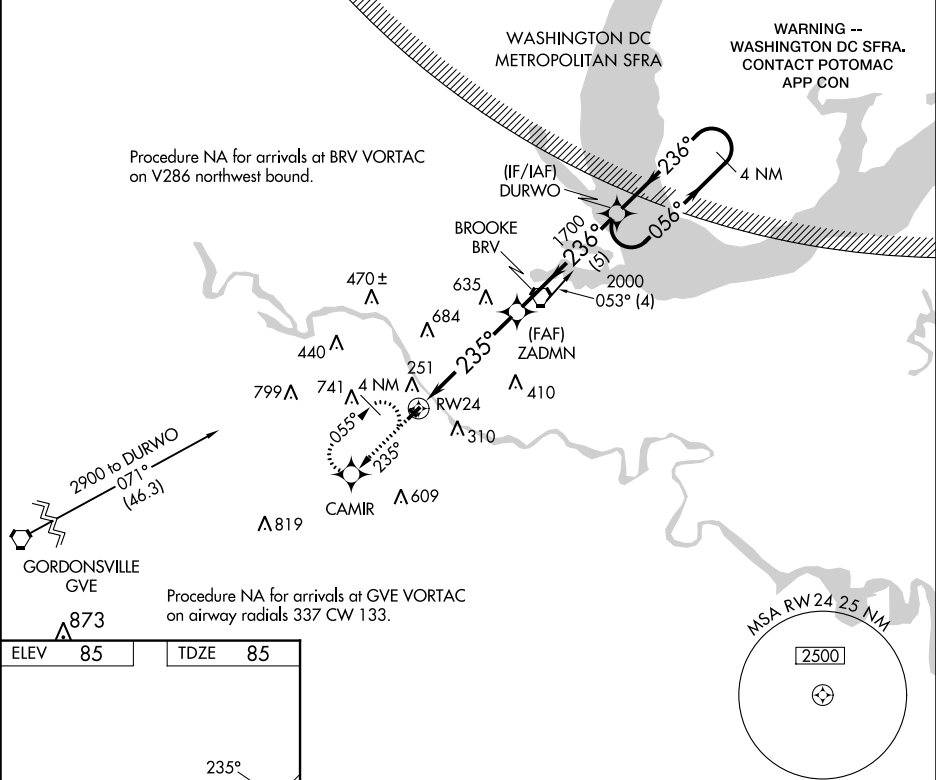 WASHINGTON DC
METROPOLITAN SFRA
WARNING --
WASHINGTON DC SFRA.
CONTACT POTOMAC
APP CON
Procedure NA for arrivals at BRV VORTAC
on V286 northwest bound.
(IF/IAF)
DURWO
236°
4 NM
056°
BROOKE
BRV
1700
236°
(5)
2000
053° (4)
470 ±
635
684
440
(FAF)
ZADMN
235°
251
799
741
4 NM
410
RW24
310
055°
235°
CAMIR
609
819
2900 to DURWO
071°
(46.3)
GORDONSVILLE
GVE
Procedure NA for arrivals at GVE VORTAC
on airway radials 337 CW 133.
873
ELEV 85
TDZE 85
235°
MSA RW24 25 NM
2500